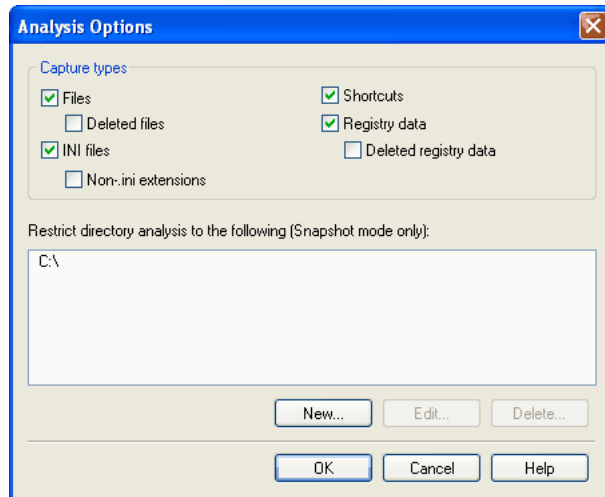 Analysis Options
Capture types
Files
Shortcuts
Deleted files
Registry data
INI files
Deleted registry data
Non-.ini extensions
Restrict directory analysis to the following (Snapshot mode only):
C:\
New... Edit... Delete...
OK Cancel Help